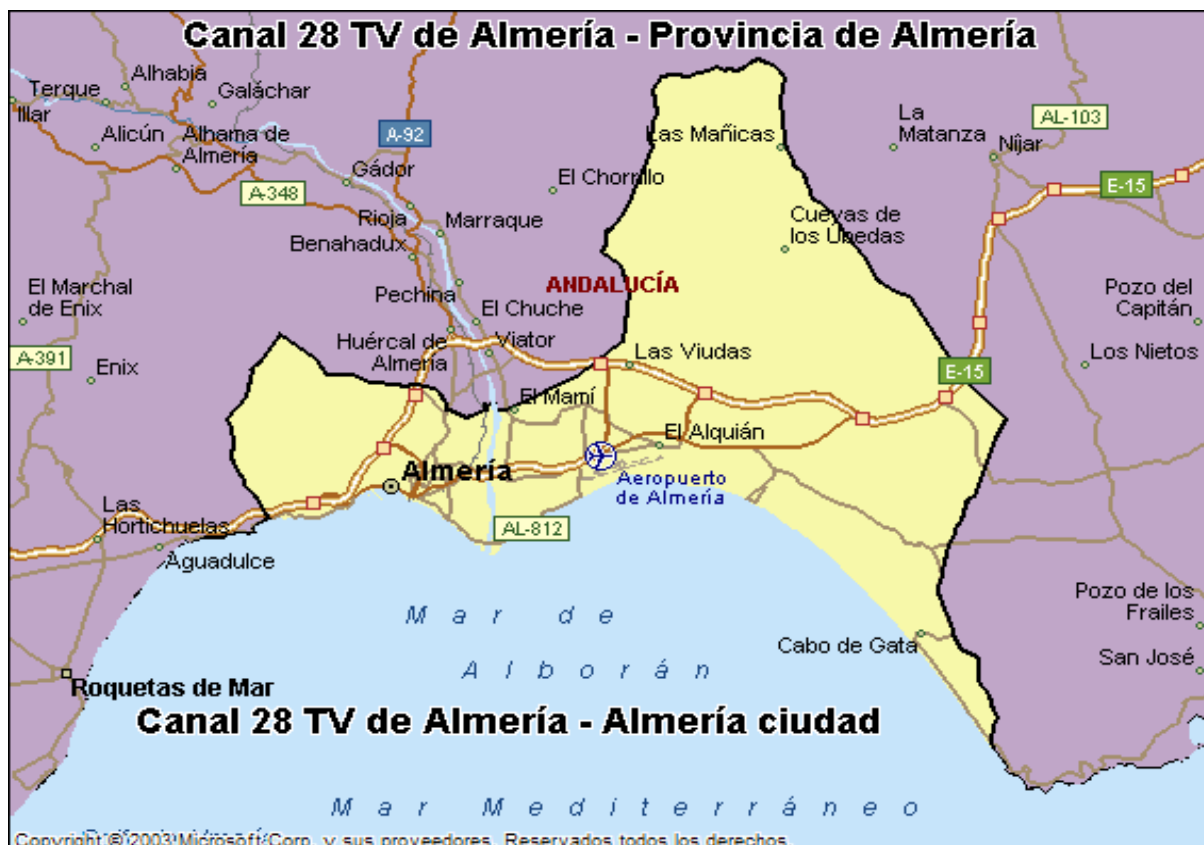 Canal 28 TV de Almería - Provincia de Almería
Alhabia
Terque
Illar
Galáchar
Alicún
Alhama de
Almería
A-92
AL-103
La
Matanza
Las Mañicas
Níjar
A-348
Gádor
El Chorrillo
E-15
Rioja
Marraque
Benahadux
Cuevas de
los Úbedas
El Marchal
de Enix
Pechina
ANDALUCÍA
Pozo del
Capitán
El Chuche
Huércal de
Almería
Viator
A-391
Enix
Las Viudas
Los Nietos
E-15
El Mamí
El Alquián
Almería
Aeropuerto
de Almería
Las
Hortichuelas
AL-812
Aguadulce
Mar de
Alborán
Pozo de los
Frailes
Cabo de Gata
San José
Roquetas de Mar
Canal 28 TV de Almería - Almería ciudad
Mar Mediterráneo
Copyright © 2003 Microsoft Corp. y sus proveedores. Reservados todos los derechos.